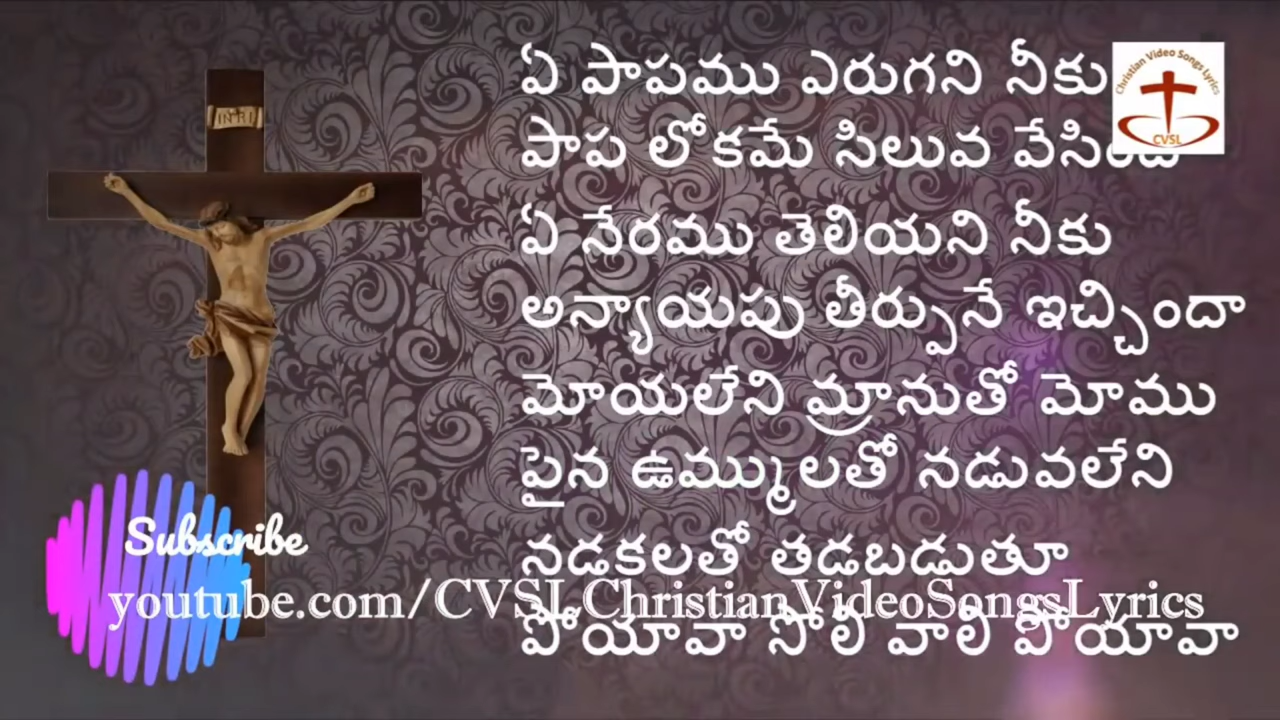 INRI
ఏ పాపము ఎరుగని నీకు
Christian Video Songs Lyrics
CVSL
పాప లోకమే సిలువ వేసింది
ఏ నేరము తెలియని నీకు
అన్యాయపు తీర్పునే ఇచ్చిందా
మోయలేని మ్రానుతో మోము
పైన ఉమ్ములతో నడువలేని
Subscribe
నడకలతో తడబడుతూ
youtube.com/CVSLChristianVideoSongsLyrics
పోయావా సోలి వాలి పోయావా